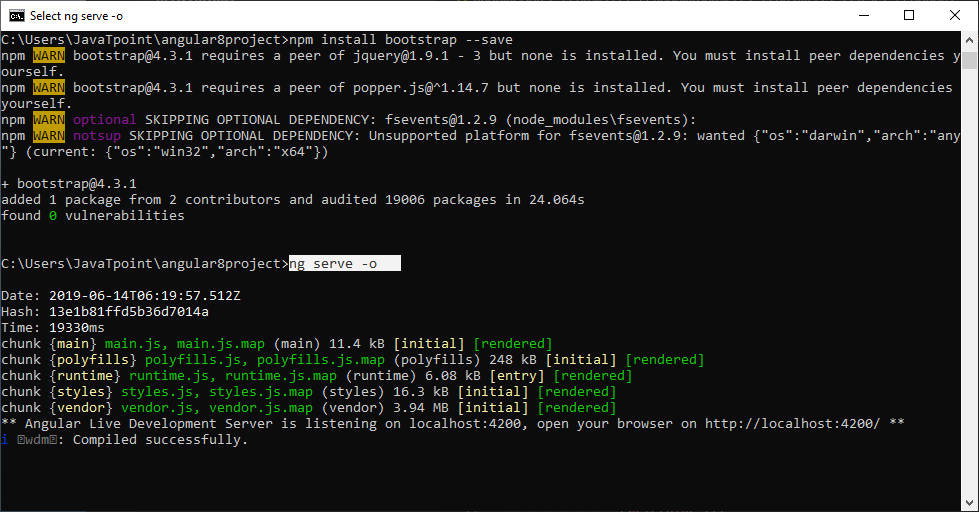 Select ng serve -o
C:\Users\JavaTpoint\angular8project>npm install bootstrap --save
npm WARN bootstrap@4.3.1 requires a peer of jquery@1.9.1 - 3 but none is installed. You must install peer dependencies y
ourself.
npm WARN bootstrap@4.3.1 requires a peer of popper.js@^1.14.7 but none is installed. You must install peer dependencies
yourself.
npm WARN optional SKIPPING OPTIONAL DEPENDENCY: fsevents@1.2.9 (node_modules\fsevents):
npm WARN notsup SKIPPING OPTIONAL DEPENDENCY: Unsupported platform for fsevents@1.2.9: wanted {"os":"darwin","arch":"any
"} (current: {"os":"win32","arch":"x64"})
+ bootstrap@4.3.1
added 1 package from 2 contributors and audited 19006 packages in 24.064s
found 0 vulnerabilities
C:\Users\JavaTpoint\angular8project>ng serve -o
Date: 2019-06-14T06:19:57.512Z
Hash: 13e1b81ffd5b36d7014a
Time: 19330ms
chunk {main} main.js, main.js.map (main) 11.4 kB [initial] [rendered]
chunk {polyfills} polyfills.js, polyfills.js.map (polyfills) 248 kB [initial] [rendered]
chunk {runtime} runtime.js, runtime.js.map (runtime) 6.08 kB [entry] [rendered]
chunk {styles} styles.js, styles.js.map (styles) 16.3 kB [initial] [rendered]
chunk {vendor} vendor.js, vendor.js.map (vendor) 3.94 MB [initial] [rendered]
** Angular Live Development Server is listening on localhost:4200, open your browser on http://localhost:4200/ **
i wdm: Compiled successfully.